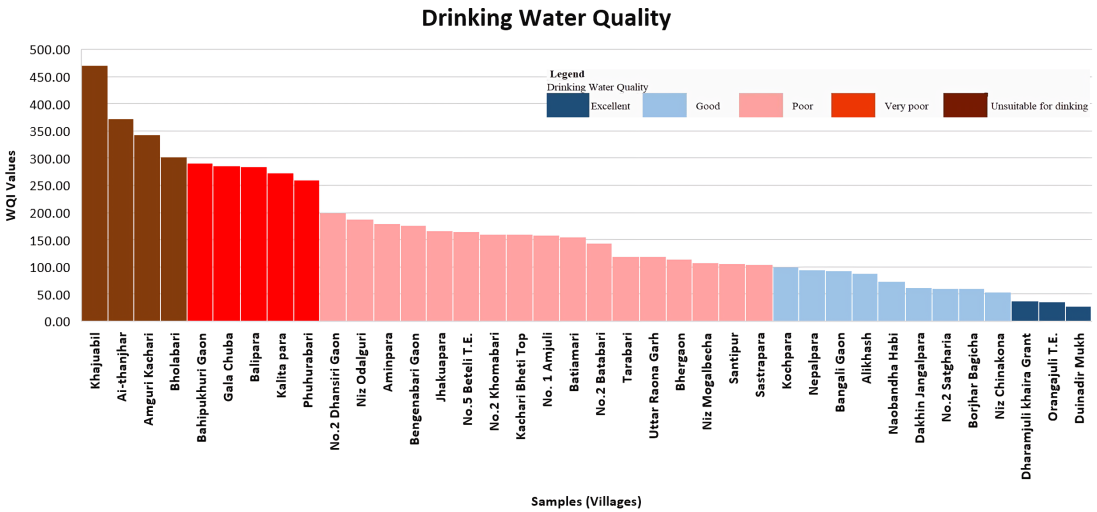 Drinking Water Quality
500.00
450.00
400.00
350.00
300.00
250.00
200.00
150.00
100.00
50.00
0.00
WQI Values
Legend
Drinking Water Quality
Excellent Good Poor Very poor Unsuitable for drinking
Khajuabil
Ai-thanjhar
Amguri Kachari
Bholabari
Bahipukhuri Gaon
Gala Chuba
Balipara
Kalita para
Phuhurabari
No.2 Dhansiri Gaon
Niz Odalguri
Aminpara
Bengenabari Gaon
Jhakuapara
No.5 Beteli T.E.
No.2 Khomabari
Kachari Bheti Top
No. 1 Amjuli
Batiamari
No.2 Batabari
Tarabari
Uttar Raona Garh
Bhergaon
Niz Mogalbecha
Santipur
Sastrapara
Kochpara
Nepalpara
Bangali Gaon
Alikhash
Naobandha Habi
Dakhin Jangalpara
No.2 Satgharia
Borjhar Bagicha
Niz Chinakona
Dharamjuli khaira Grant
Orangajuli T.E.
Duinadir Mukh
Samples (Villages)